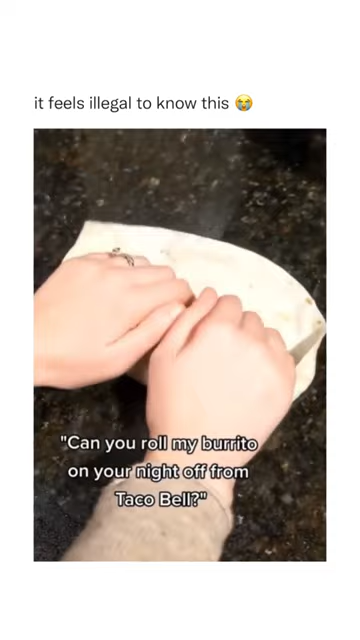 it feels illegal to know this 😭
"Can you roll my burrito
on your night off from
Taco Bell?"